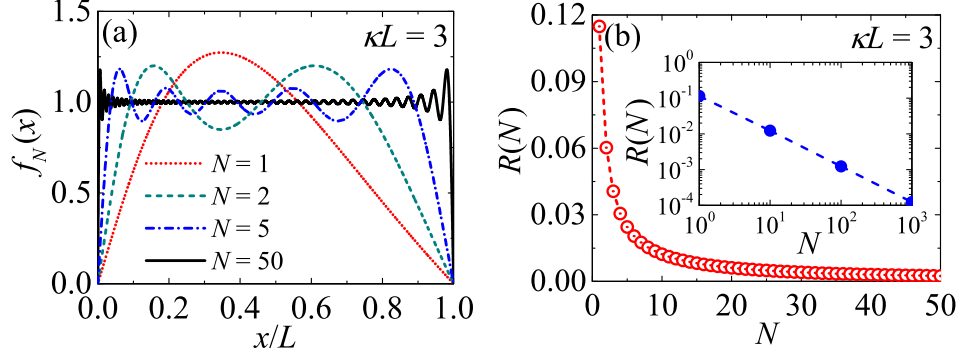 (a)
κL = 3
1.5
1.0
0.5
0.0
f_N(x)
N = 1
N = 2
N = 5
N = 50
0.0 0.2 0.4 0.6 0.8 1.0
x/L
(b)
κL = 3
0.12
0.09
0.06
0.03
0.00
R(N)
10^0
10^-1
10^-2
10^-3
10^-4
R(N)
10^0 10^1 10^2 10^3
N
0 10 20 30 40 50
N